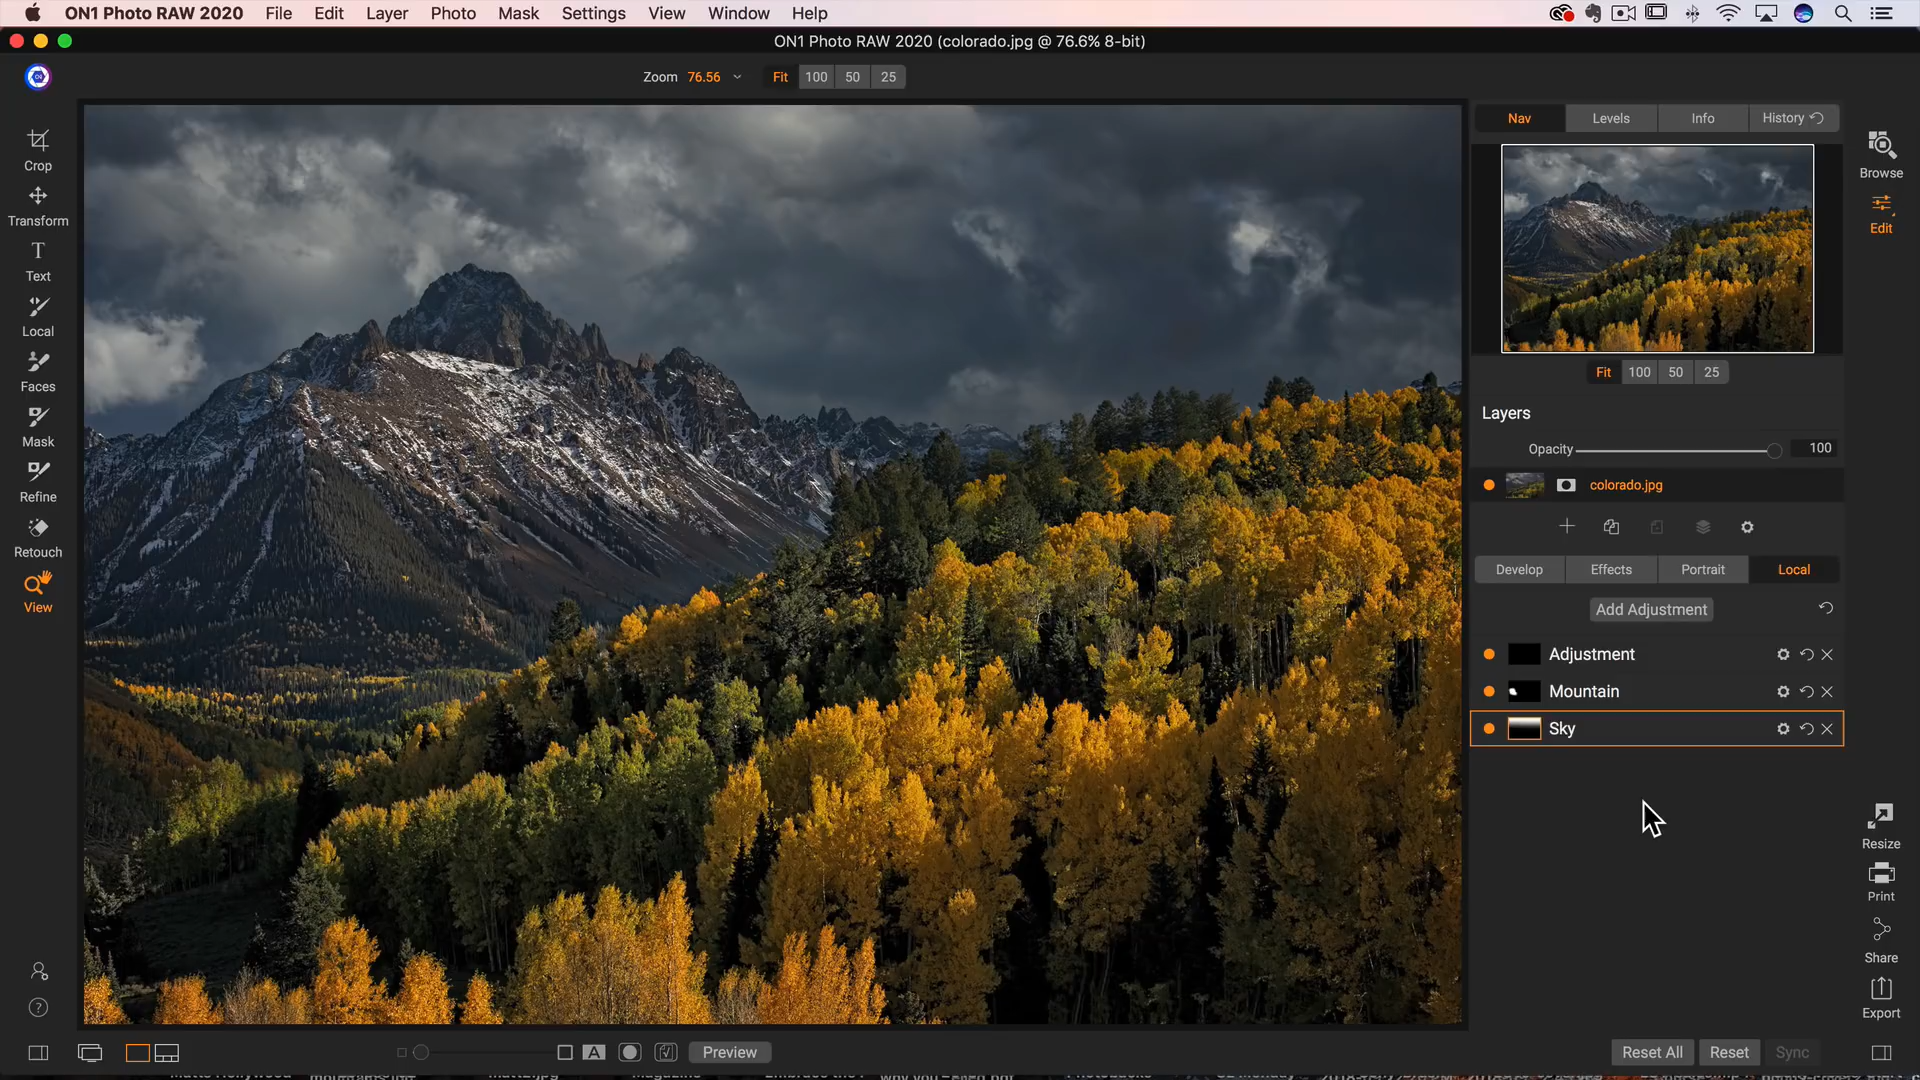 ON1 Photo RAW 2020 File Edit Layer Photo Mask Settings View Window Help
ON1 Photo RAW 2020 (colorado.jpg @ 76.6% 8-bit)
Zoom 76.56 Fit 100 50 25
Crop
Transform
Text
Local
Faces
Mask
Refine
Retouch
View
Nav Levels Info History
Fit 100 50 25
Layers
Opacity 100
colorado.jpg
Develop Effects Portrait Local
Add Adjustment
Adjustment
Mountain
Sky
Browse
Edit
Resize
Print
Share
Export
A Preview
Reset All Reset Sync